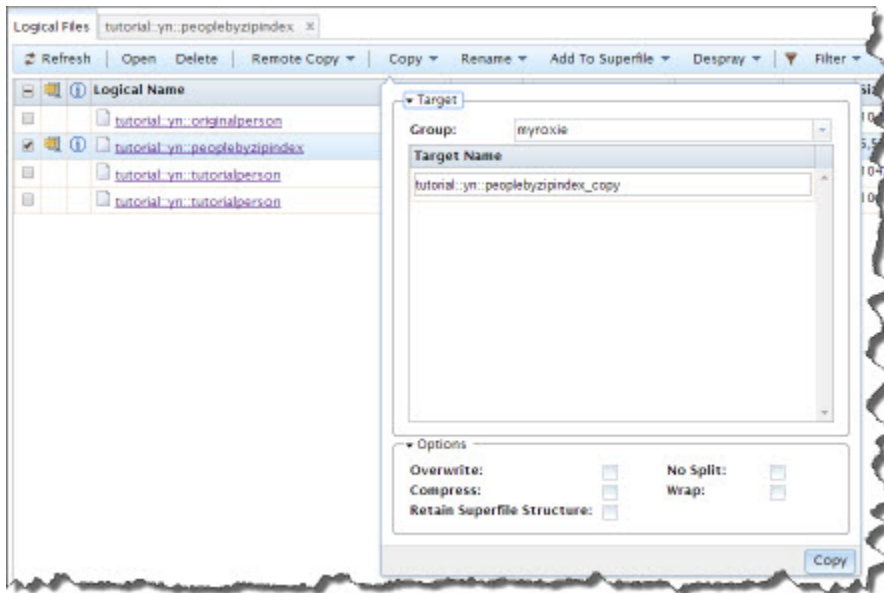 Logical Files tutorial::yn::peoplebyzipindex
Refresh Open Delete Remote Copy Copy Rename Add To Superfile Despray Filter
Logical Name
tutorial::yn::originalperson
tutorial::yn::peoplebyzipindex
tutorial::yn::tutorialperson
tutorial::yn::tutorialperson
Target
Group: myroxie
Target Name
tutorial::yn::peoplebyzipindex_copy
Options
Overwrite: No Split:
Compress: Wrap:
Retain Superfile Structure:
Copy